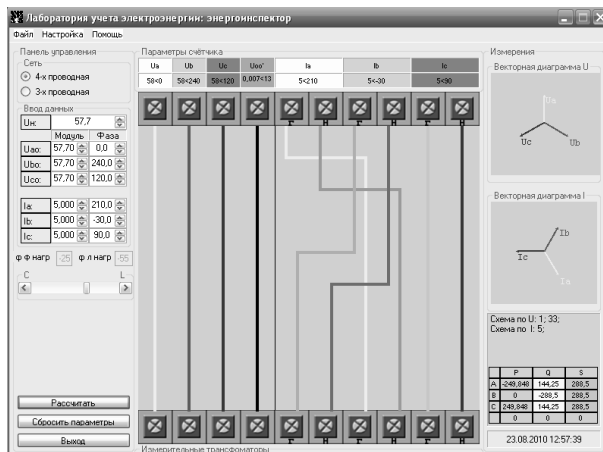 Лаборатория учета электроэнергии: энергоинспектор
Файл Настройка Помощь
Панель управления
Сеть
4-х проводная
3-х проводная
Ввод данных
Uн: 57,7
Модуль Фаза
Uao: 57,70 0,0
Ubo: 57,70 240,0
Uco: 57,70 120,0
Ia: 5,000 210,0
Ib: 5,000 -30,0
Ic: 5,000 90,0
φ Ф нагр -25 φ Л нагр -55
C L
Рассчитать
Сбросить параметры
Выход
Параметры счётчика
Ua Ub Uc Uoo' Ia Ib Ic
58<0 58<240 58<120 0,007<13 5<210 5<-30 5<90
Г Н Г Н Г Н
Г Н Г Н Г Н
Измерительные трансфоматоры
Измерения
Векторная диаграмма U
Ua
Uc Ub
Векторная диаграмма I
Ib
Ic
Ia
Схема по U: 1; 33;
Схема по I: 5;
P Q S
A -249,848 144,25 288,5
B 0 -288,5 288,5
C 249,848 144,25 288,5
0 0 0
23.08.2010 12:57:39